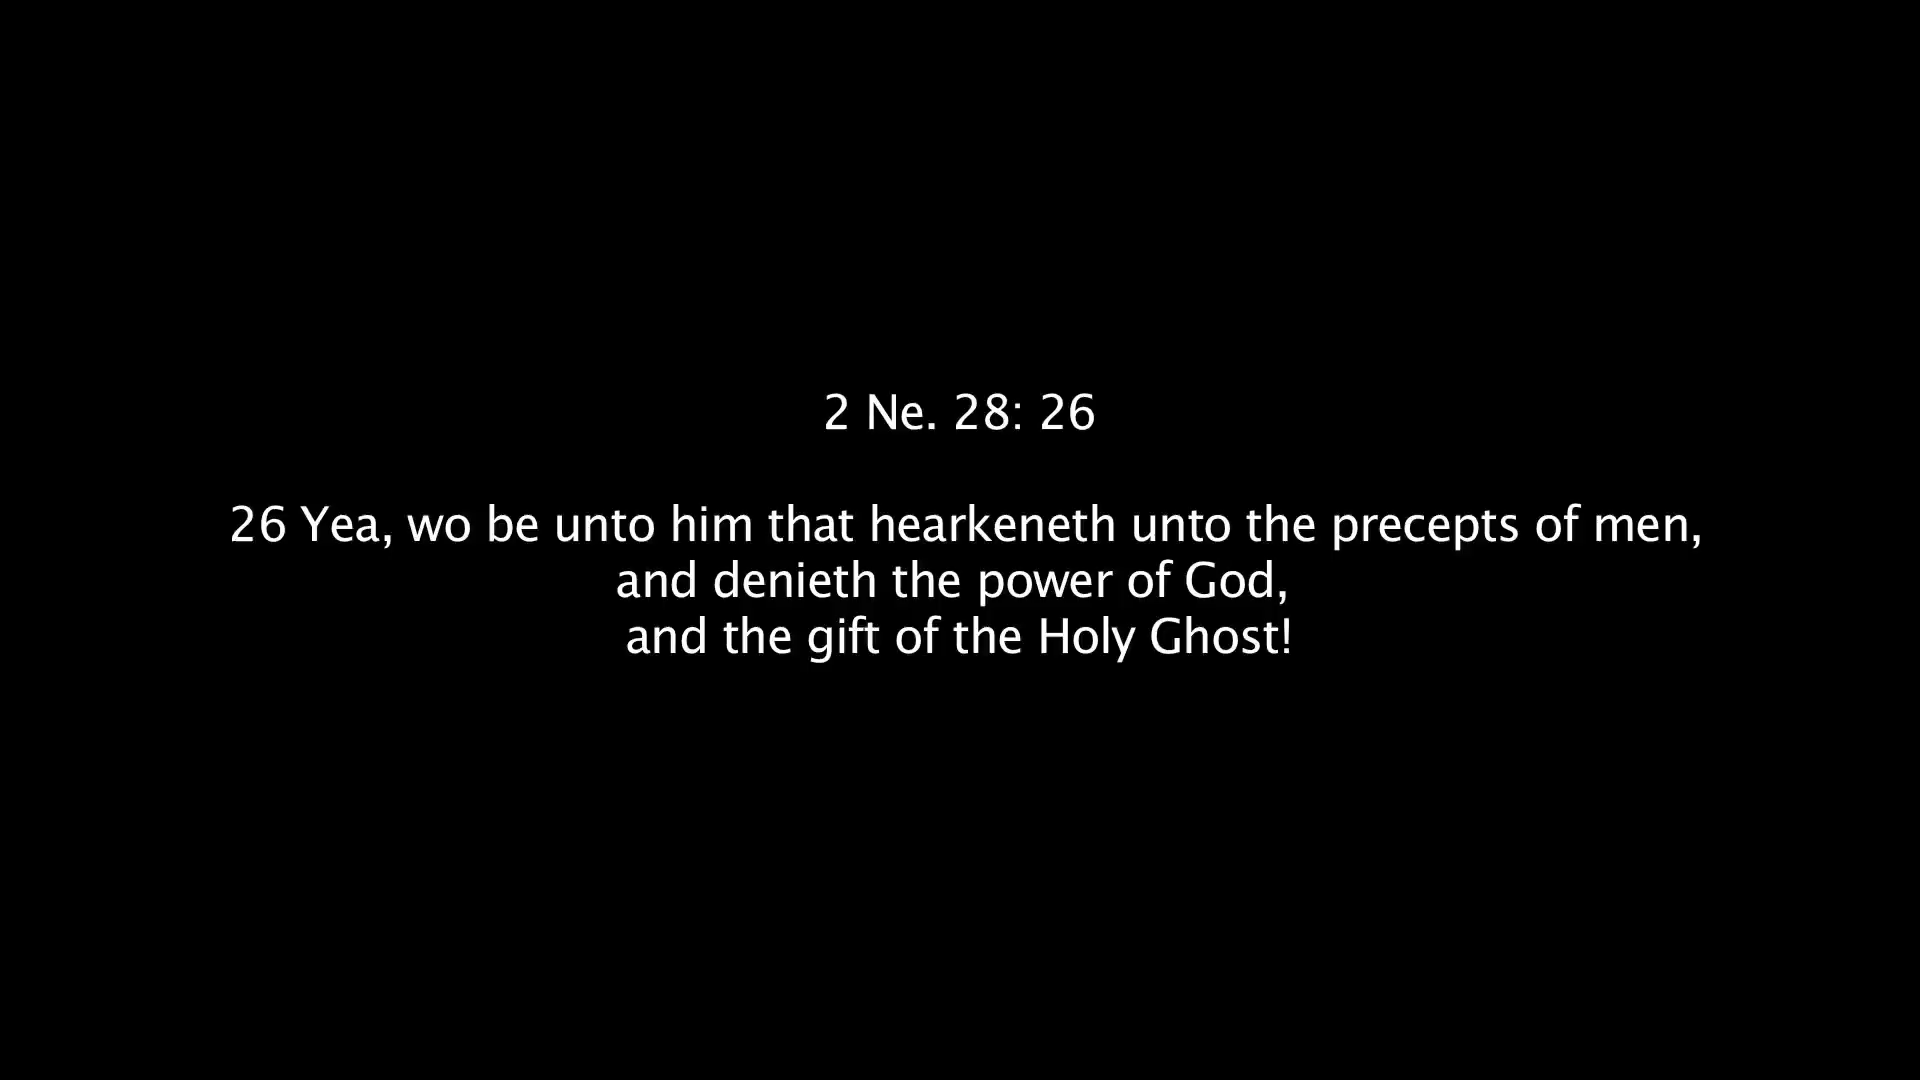 2 Ne. 28: 26
26 Yea, wo be unto him that hearkeneth unto the precepts of men,
and denieth the power of God,
and the gift of the Holy Ghost!